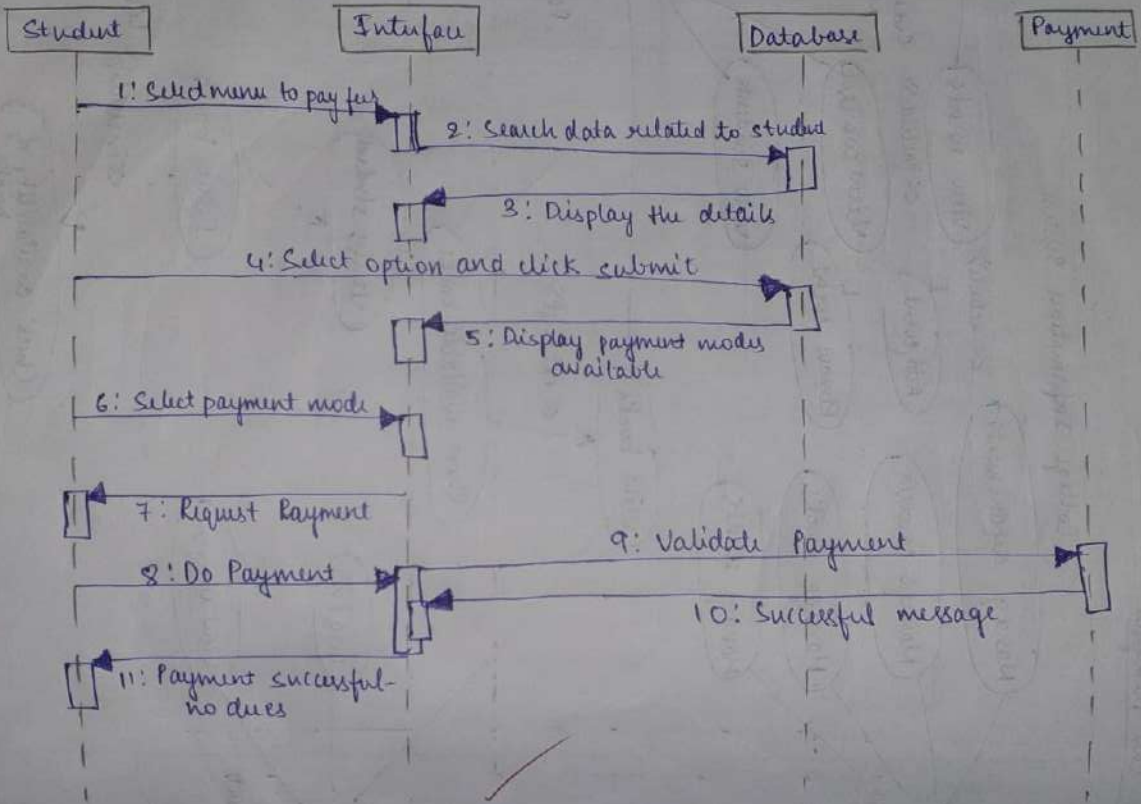 Student
Interface
Database
Payment
1: Select menu to pay fees
2: Search data related to student
3: Display the details
4: Select option and click submit
5: Display payment modes
available
6: Select payment mode
7: Request Payment
8: Do Payment
9: Validate Payment
10: Successful message
11: Payment successful-
no dues